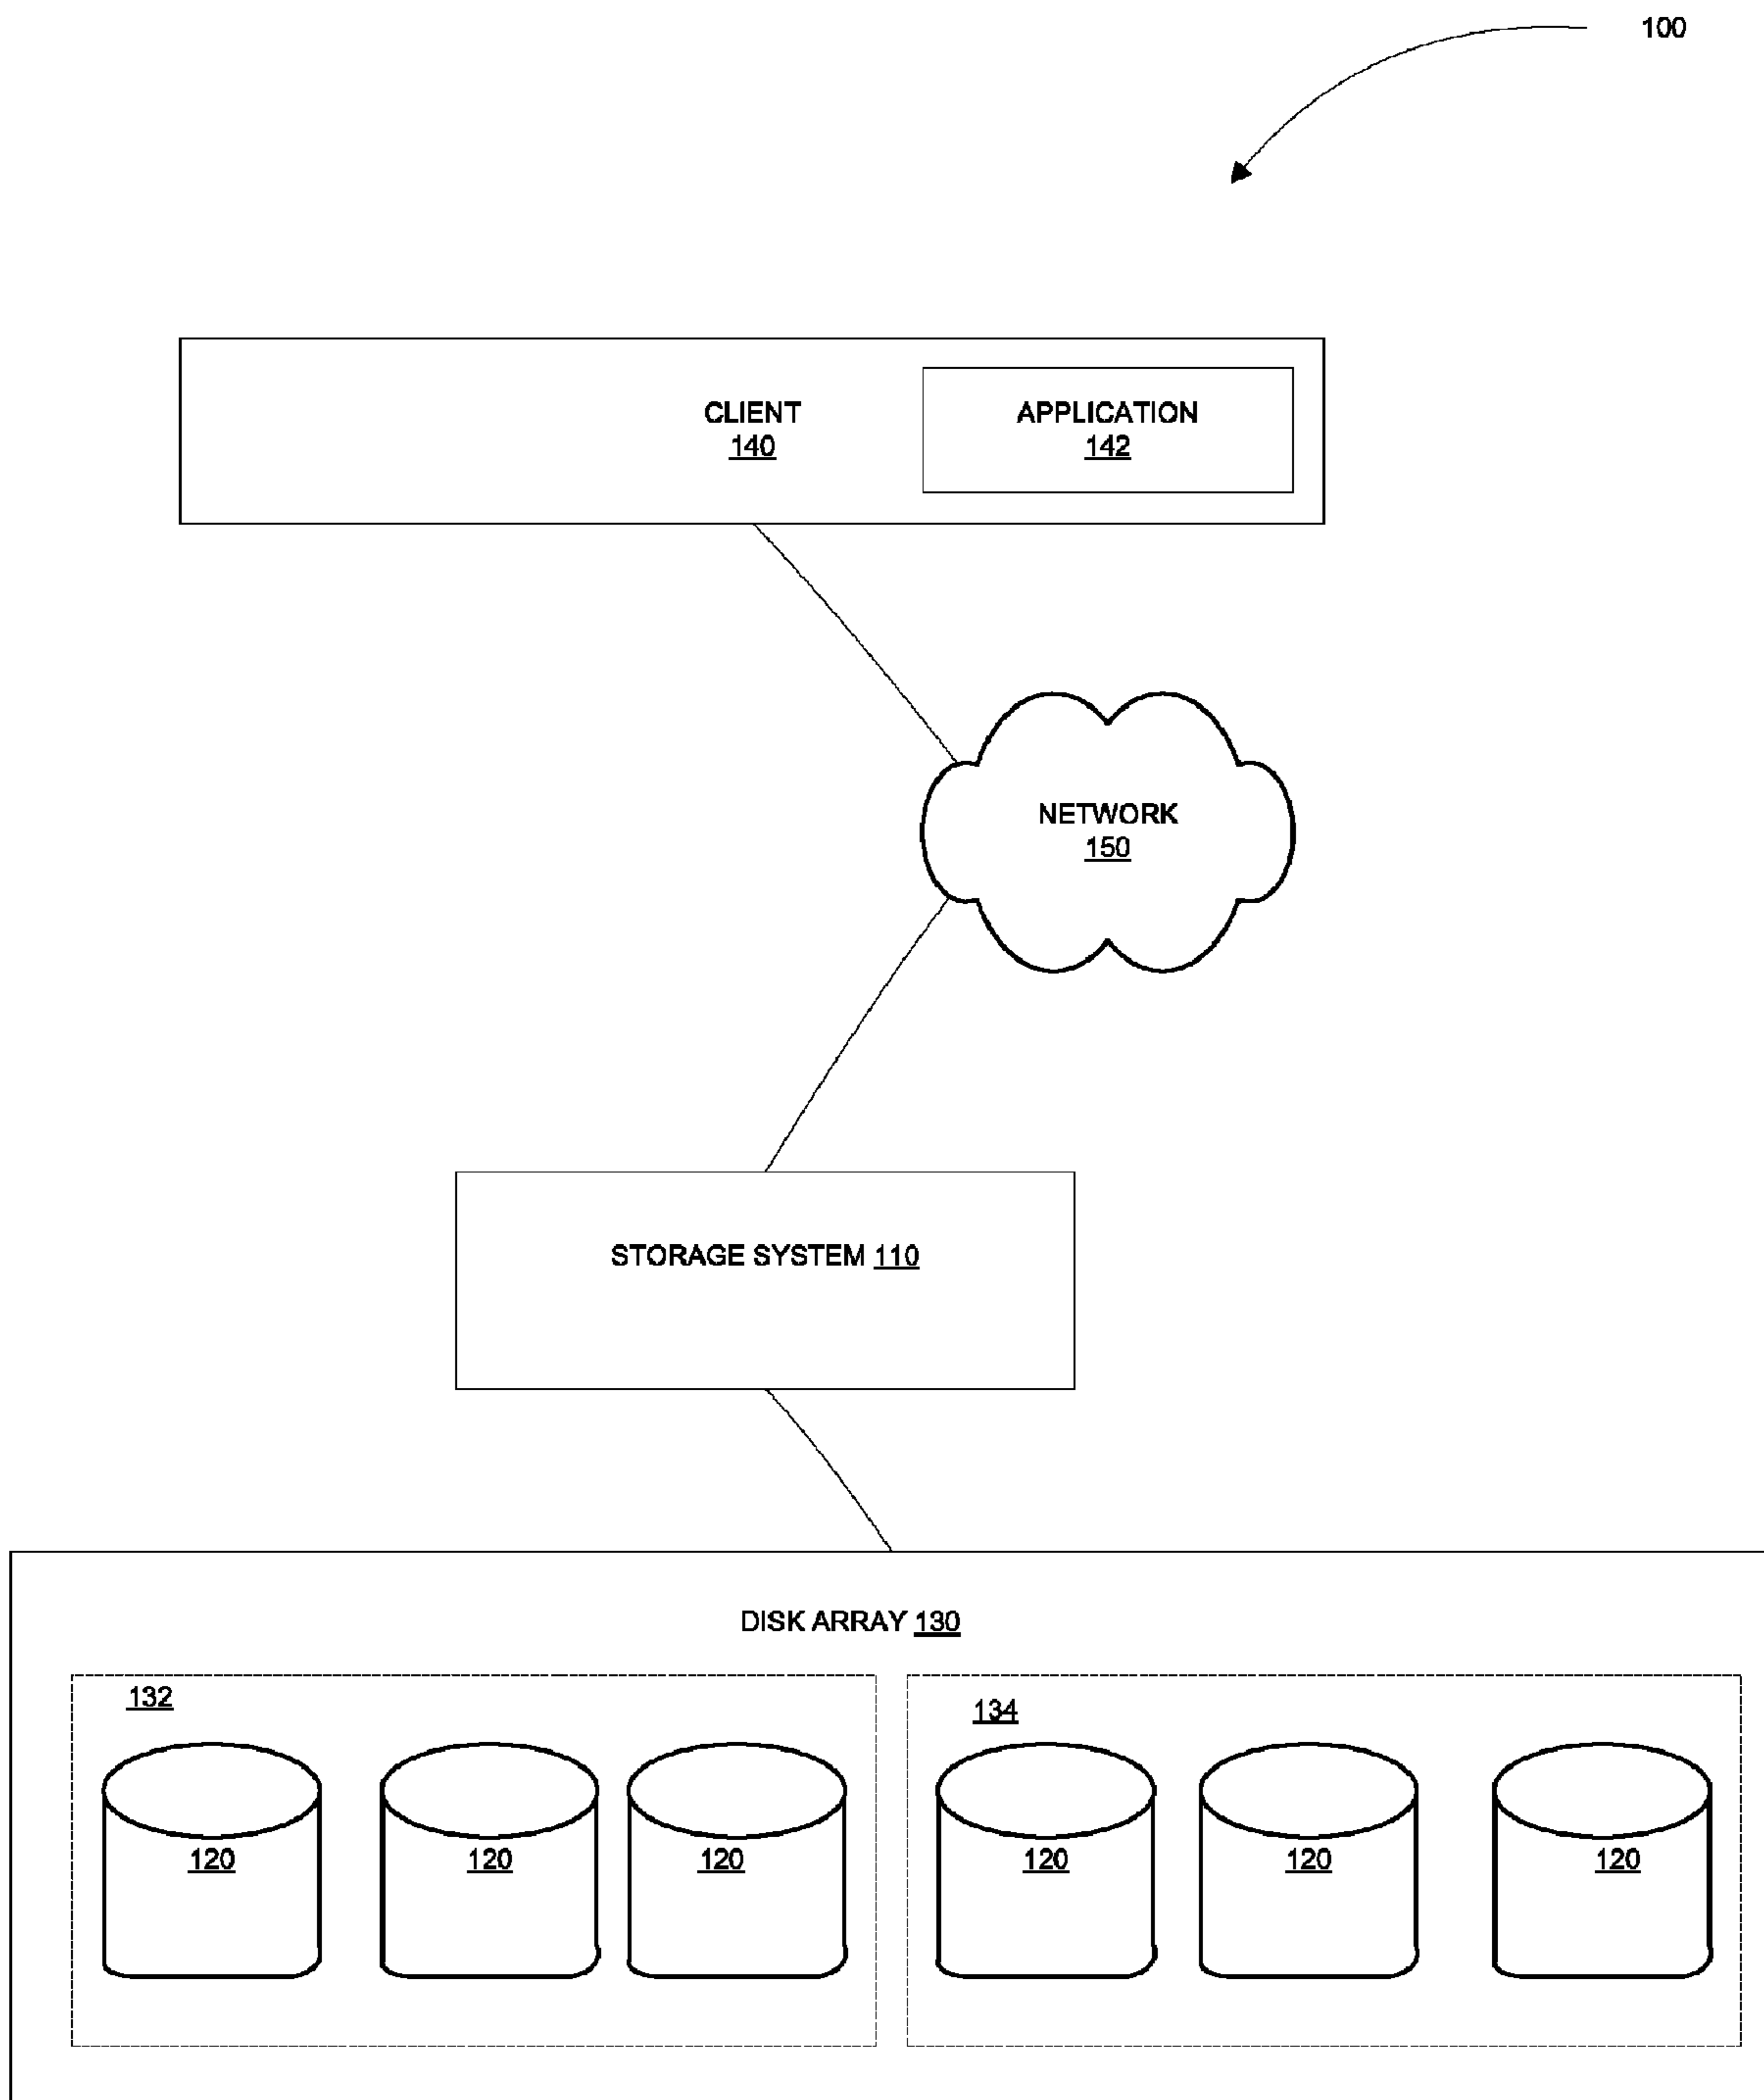 100
CLIENT
140
APPLICATION
142
NETWORK
150
STORAGE SYSTEM 110
DISK ARRAY 130
132
134
120
120
120
120
120
120